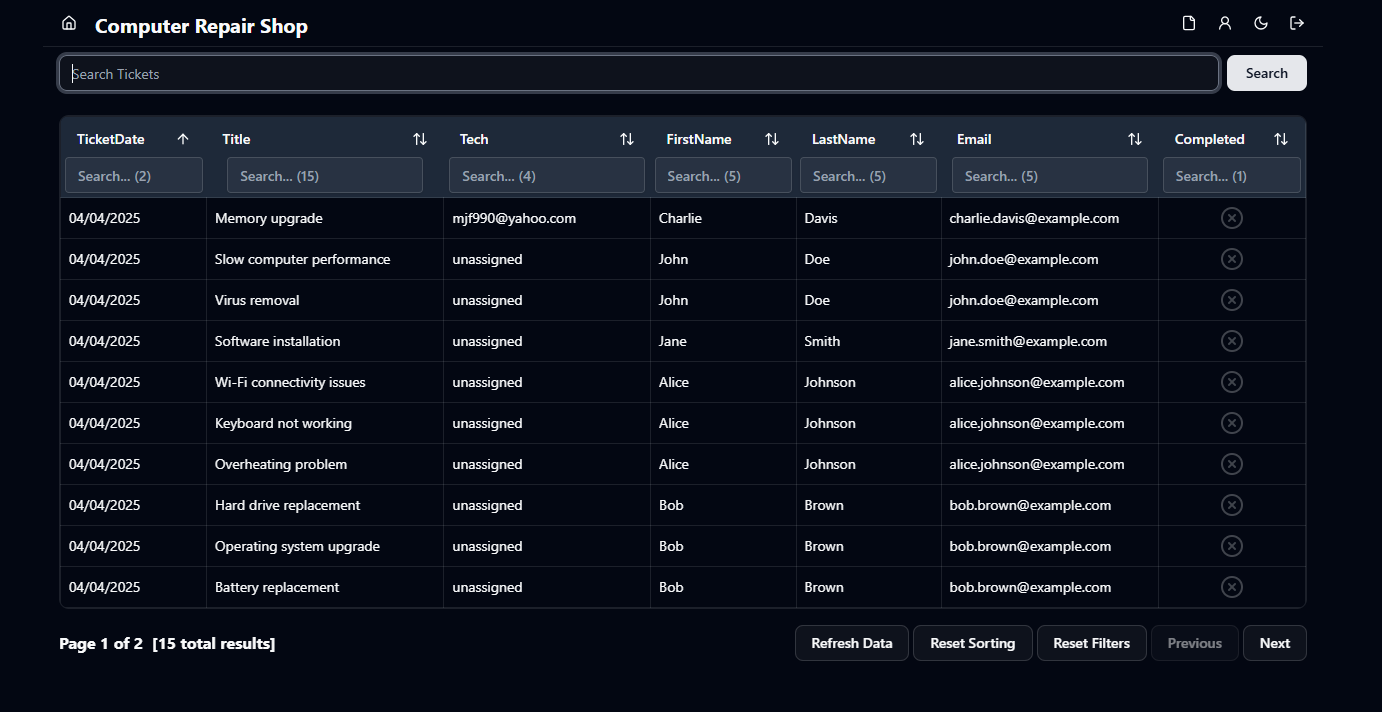 Computer Repair Shop
Search Tickets Search
TicketDate Title Tech FirstName LastName Email Completed
Search... (2) Search... (15) Search... (4) Search... (5) Search... (5) Search... (5) Search... (1)
04/04/2025 Memory upgrade mjf990@yahoo.com Charlie Davis charlie.davis@example.com
04/04/2025 Slow computer performance unassigned John Doe john.doe@example.com
04/04/2025 Virus removal unassigned John Doe john.doe@example.com
04/04/2025 Software installation unassigned Jane Smith jane.smith@example.com
04/04/2025 Wi-Fi connectivity issues unassigned Alice Johnson alice.johnson@example.com
04/04/2025 Keyboard not working unassigned Alice Johnson alice.johnson@example.com
04/04/2025 Overheating problem unassigned Alice Johnson alice.johnson@example.com
04/04/2025 Hard drive replacement unassigned Bob Brown bob.brown@example.com
04/04/2025 Operating system upgrade unassigned Bob Brown bob.brown@example.com
04/04/2025 Battery replacement unassigned Bob Brown bob.brown@example.com
Page 1 of 2 [15 total results] Refresh Data Reset Sorting Reset Filters Previous Next